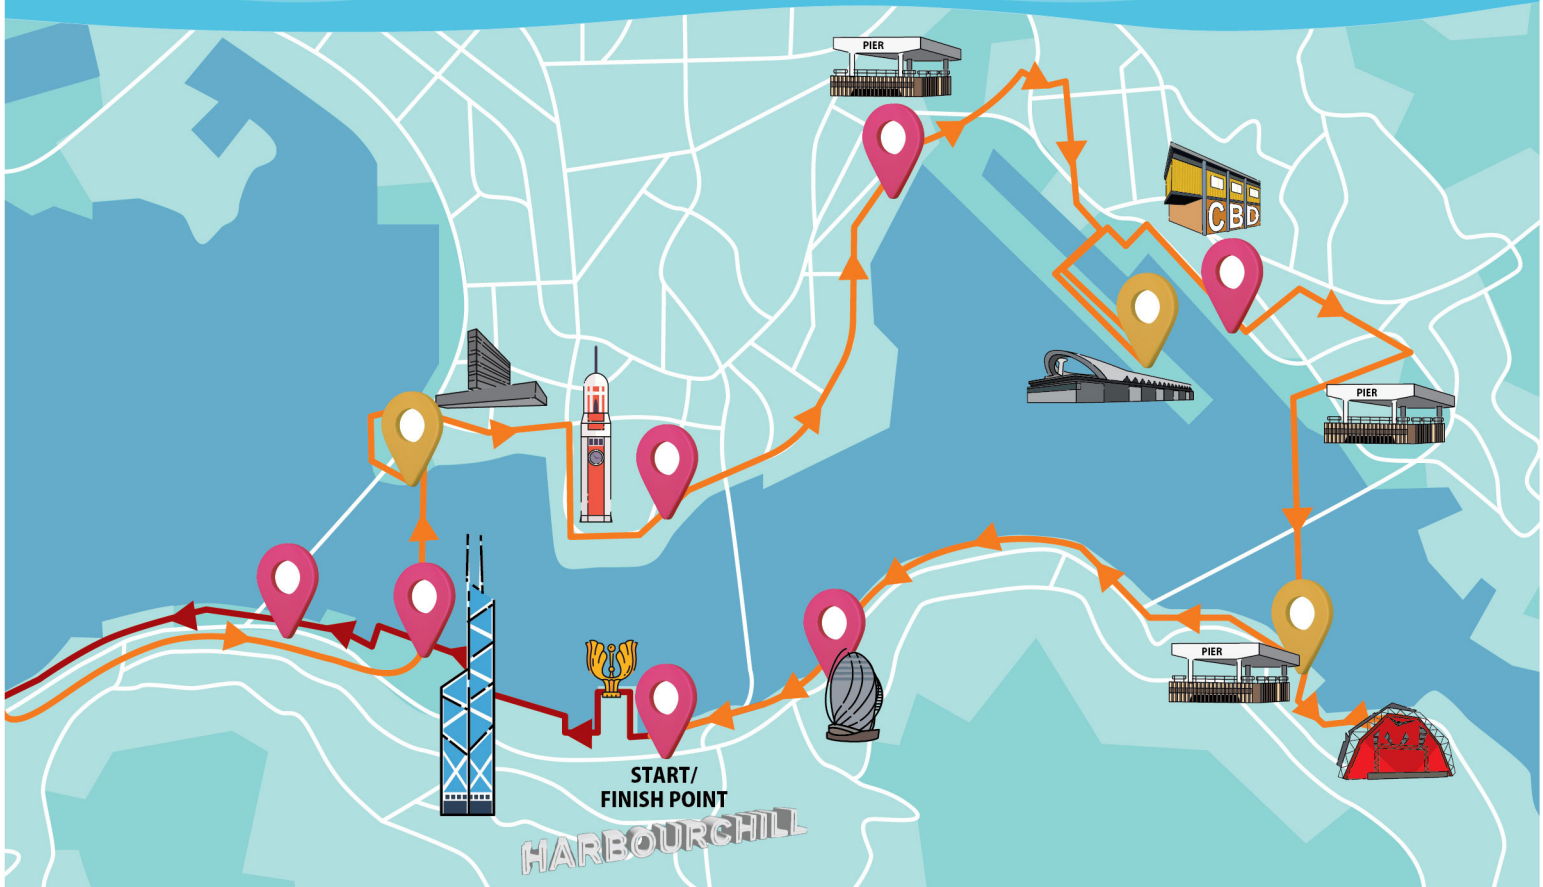 PIER
CBD
PIER
PIER
START/
FINISH POINT
HARBOURCHILL